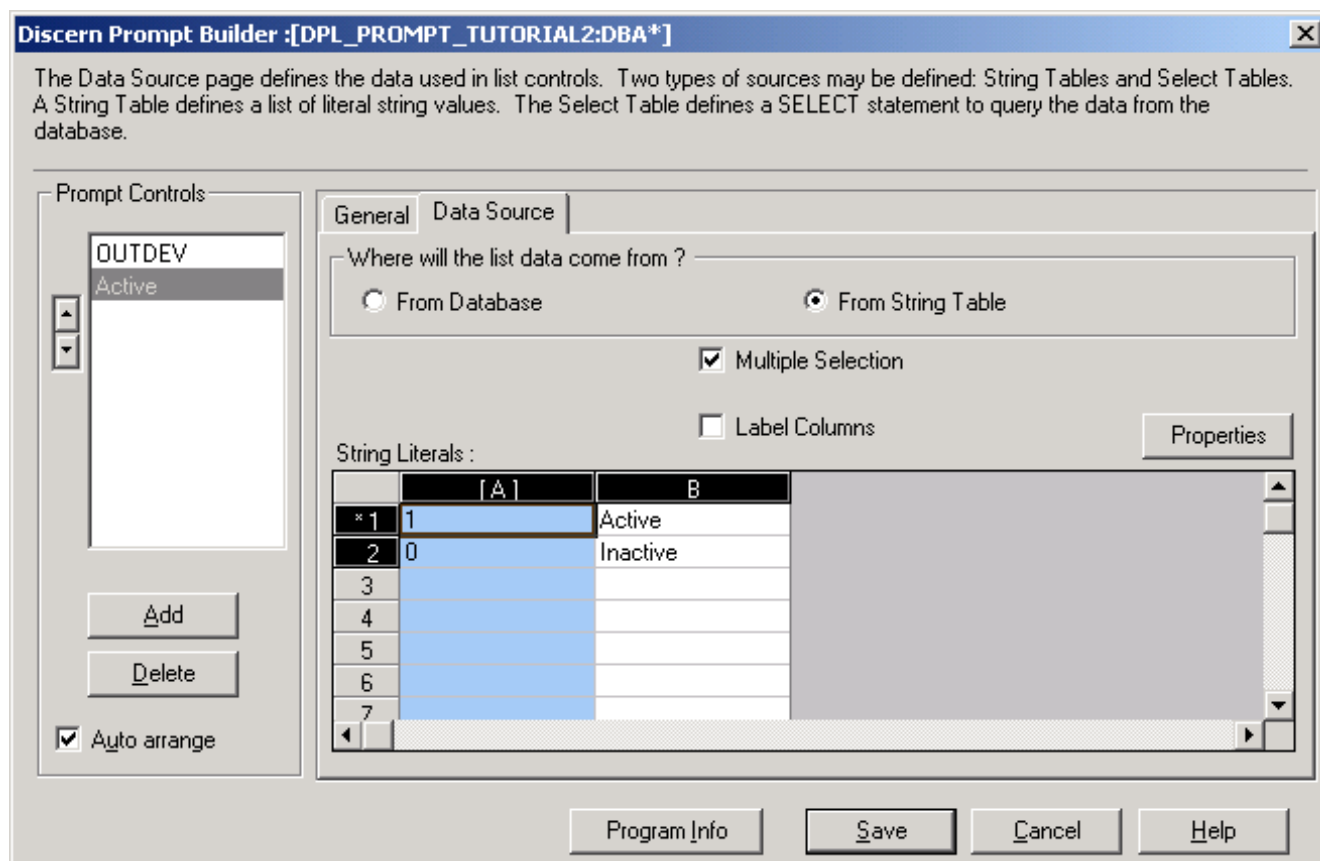 Discern Prompt Builder :[DPL_PROMPT_TUTORIAL2:DBA*]
The Data Source page defines the data used in list controls.  Two types of sources may be defined: String Tables and Select Tables.
A String Table defines a list of literal string values.  The Select Table defines a SELECT statement to query the data from the
database.
Prompt Controls
OUTDEV
Active
Add
Delete
Auto arrange
General Data Source
Where will the list data come from ?
From Database From String Table
Multiple Selection
Label Columns
Properties
String Literals :
[A] B
* 1 1 Active
2 0 Inactive
3
4
5
6
7
Program Info Save Cancel Help